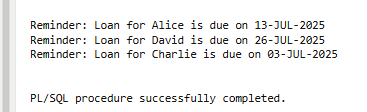 Reminder: Loan for Alice is due on 13-JUL-2025
Reminder: Loan for David is due on 26-JUL-2025
Reminder: Loan for Charlie is due on 03-JUL-2025
PL/SQL procedure successfully completed.